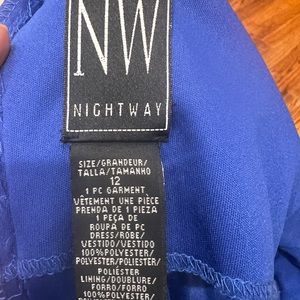 NW
NIGHTWAY
SIZE/GRANDEUR/
TALLA/TAMANHO
12
1 PC GARMENT
VÊTEMENT UNE PIÈCE
PRENDA DE 1 PIEZA
1 PEÇA DE
ROUPA DE PC
DRESS/ROBE/
VESTIDO/VESTIDO
100%POLYESTER/
POLYESTER/POLIESTER/
POLIÉSTER
LINING/DOUBLURE/
FORRO/FORRO
100%POLYESTER/